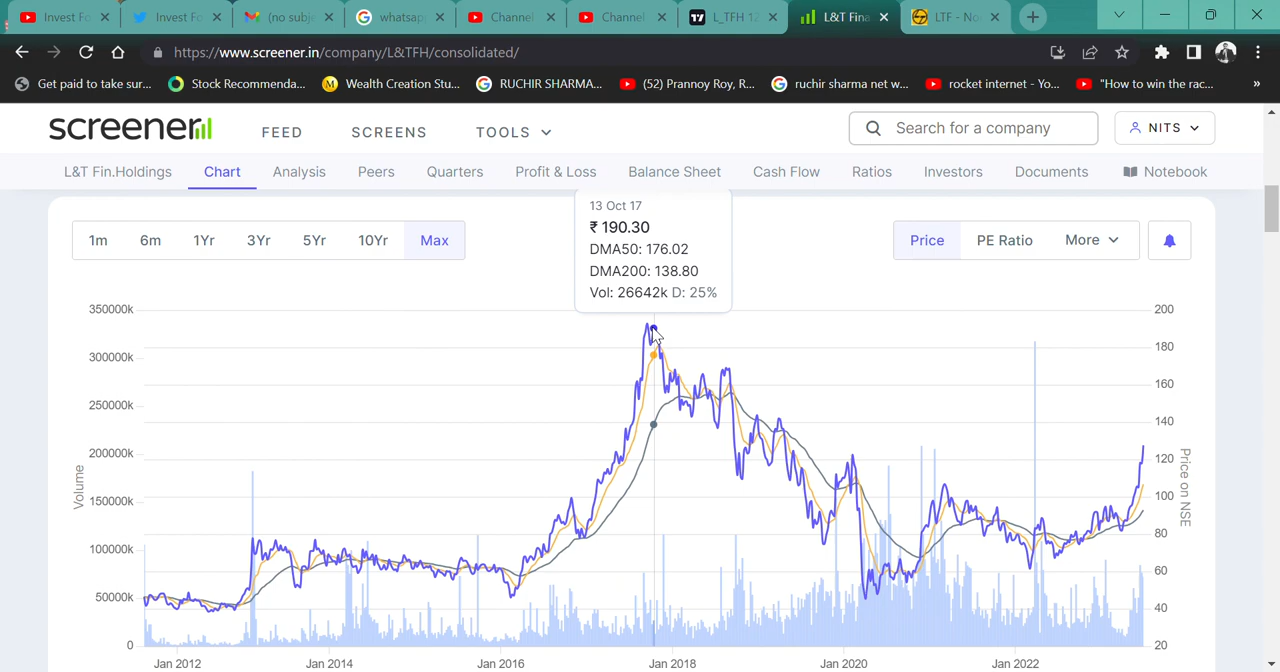 Invest Fo
Invest Fo
(no subje
whatsap
Channel
Channel
L_TFH 12
L&T Fina
LTF - No
https://www.screener.in/company/L&TFH/consolidated/
Get paid to take sur...
Stock Recommenda...
Wealth Creation Stu...
RUCHIR SHARMA...
(52) Prannoy Roy, R...
ruchir sharma net w...
rocket internet - Yo...
"How to win the rac...
»
screener
FEED
SCREENS
TOOLS
Search for a company
NITS
L&T Fin.Holdings
Chart
Analysis
Peers
Quarters
Profit & Loss
Balance Sheet
Cash Flow
Ratios
Investors
Documents
Notebook
13 Oct 17
₹ 190.30
DMA50: 176.02
DMA200: 138.80
Vol: 26642k D: 25%
1m
6m
1Yr
3Yr
5Yr
10Yr
Max
Price
PE Ratio
More
350000k
300000k
250000k
200000k
150000k
100000k
50000k
0
Volume
200
180
160
140
120
100
80
60
40
20
Price on NSE
Jan 2012
Jan 2014
Jan 2016
Jan 2018
Jan 2020
Jan 2022